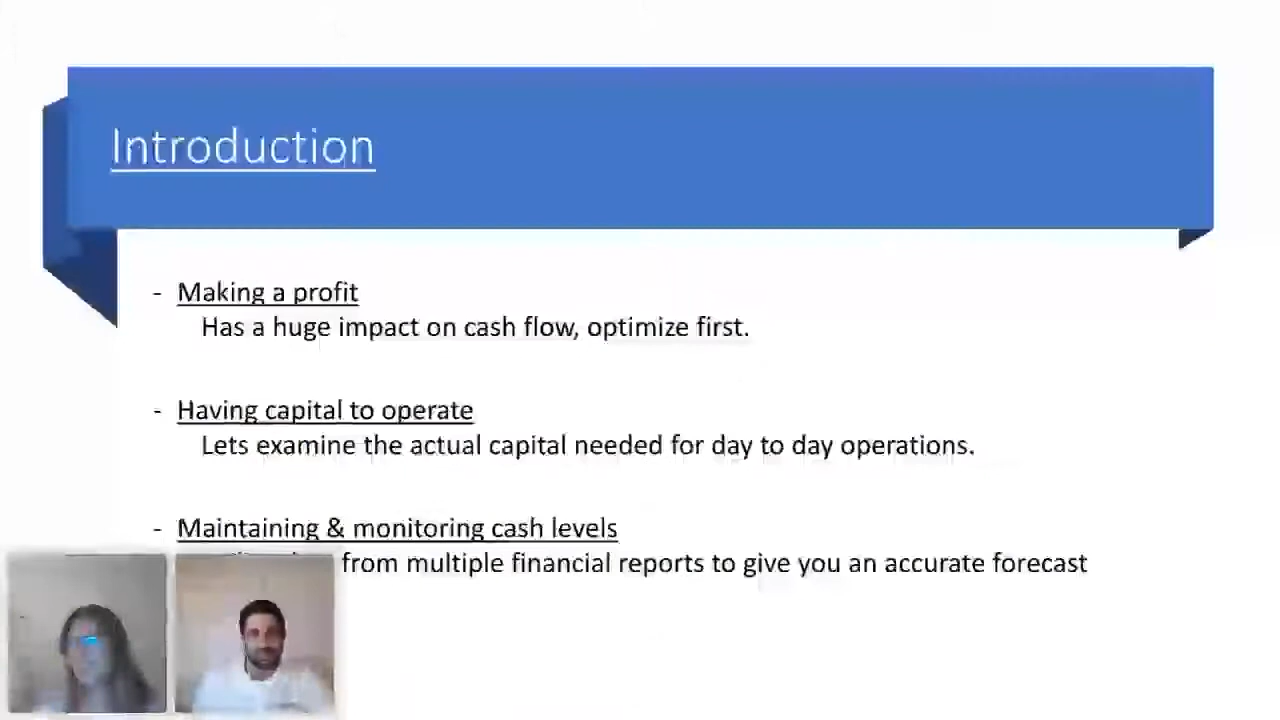 Introduction
- Making a profit
Has a huge impact on cash flow, optimize first.
- Having capital to operate
Lets examine the actual capital needed for day to day operations.
- Maintaining & monitoring cash levels
from multiple financial reports to give you an accurate forecast